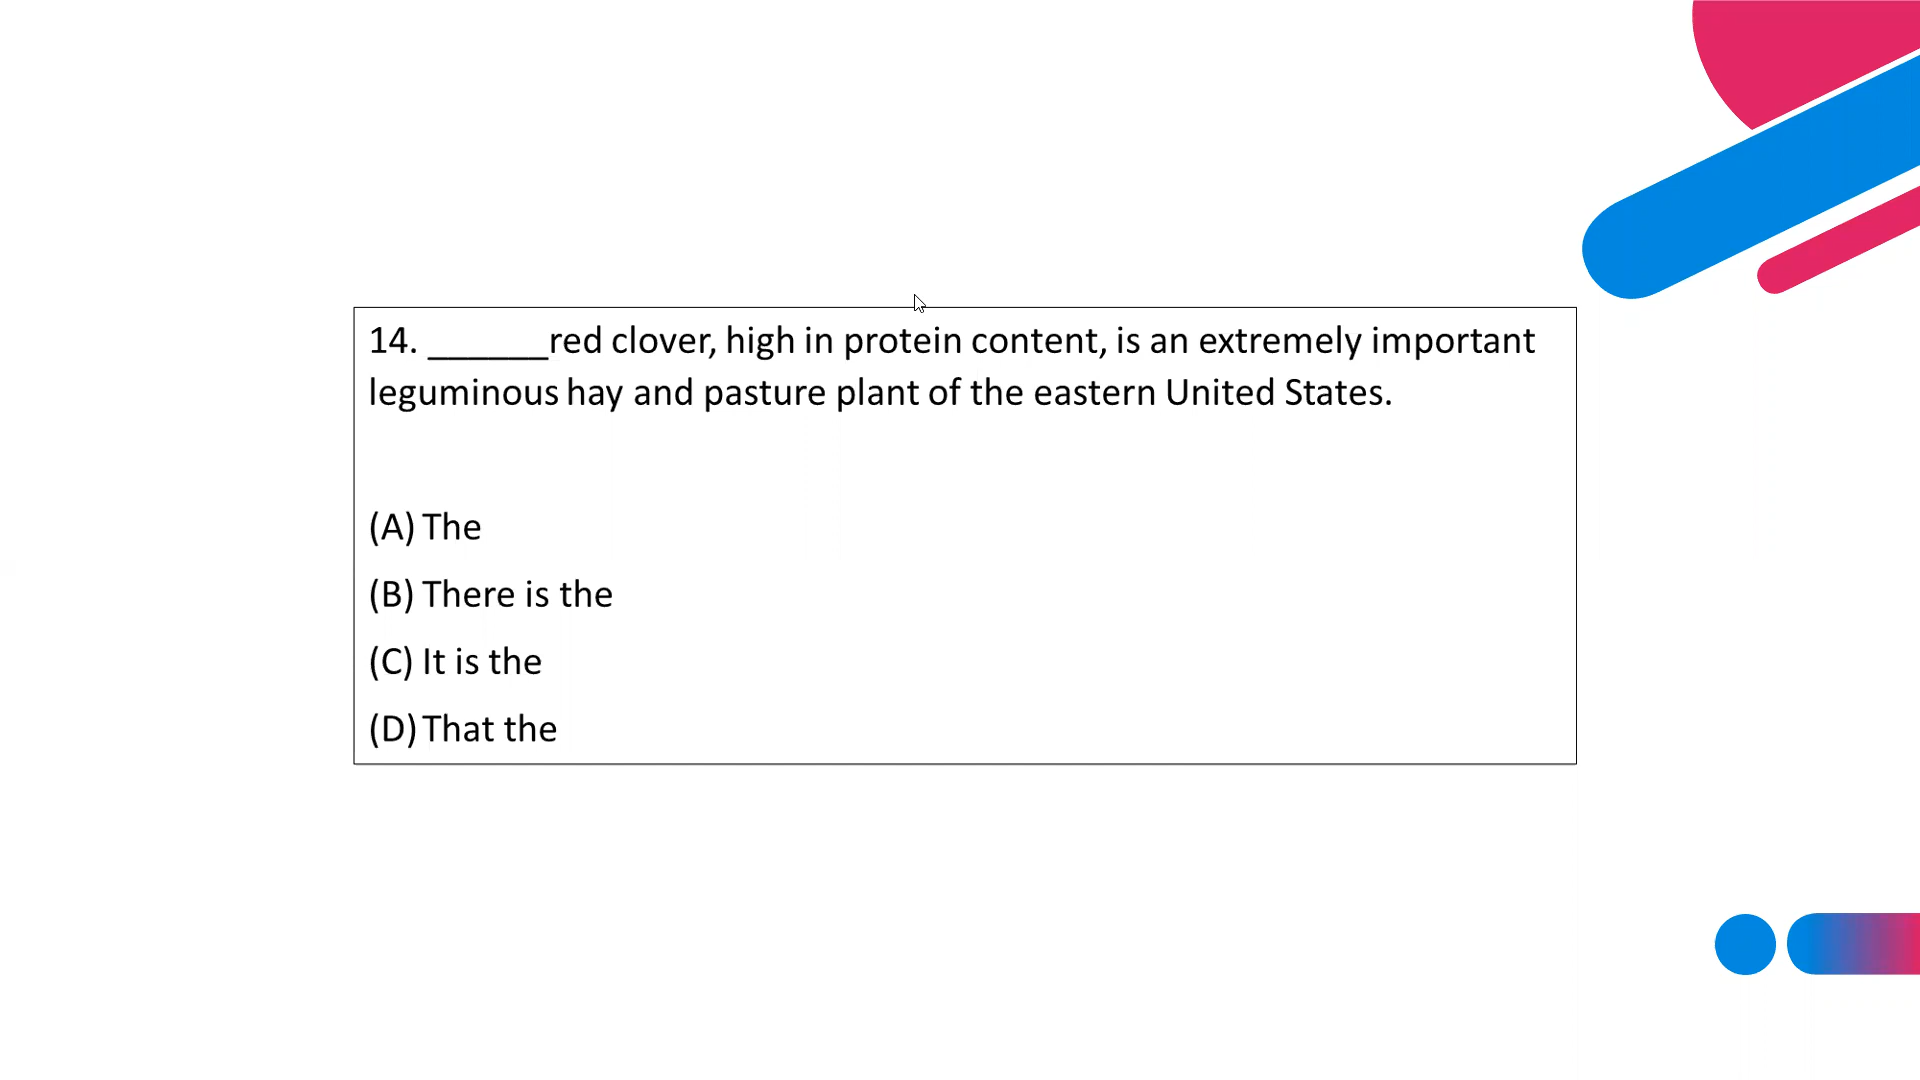 14. ______red clover, high in protein content, is an extremely important
leguminous hay and pasture plant of the eastern United States.
(A) The
(B) There is the
(C) It is the
(D) That the